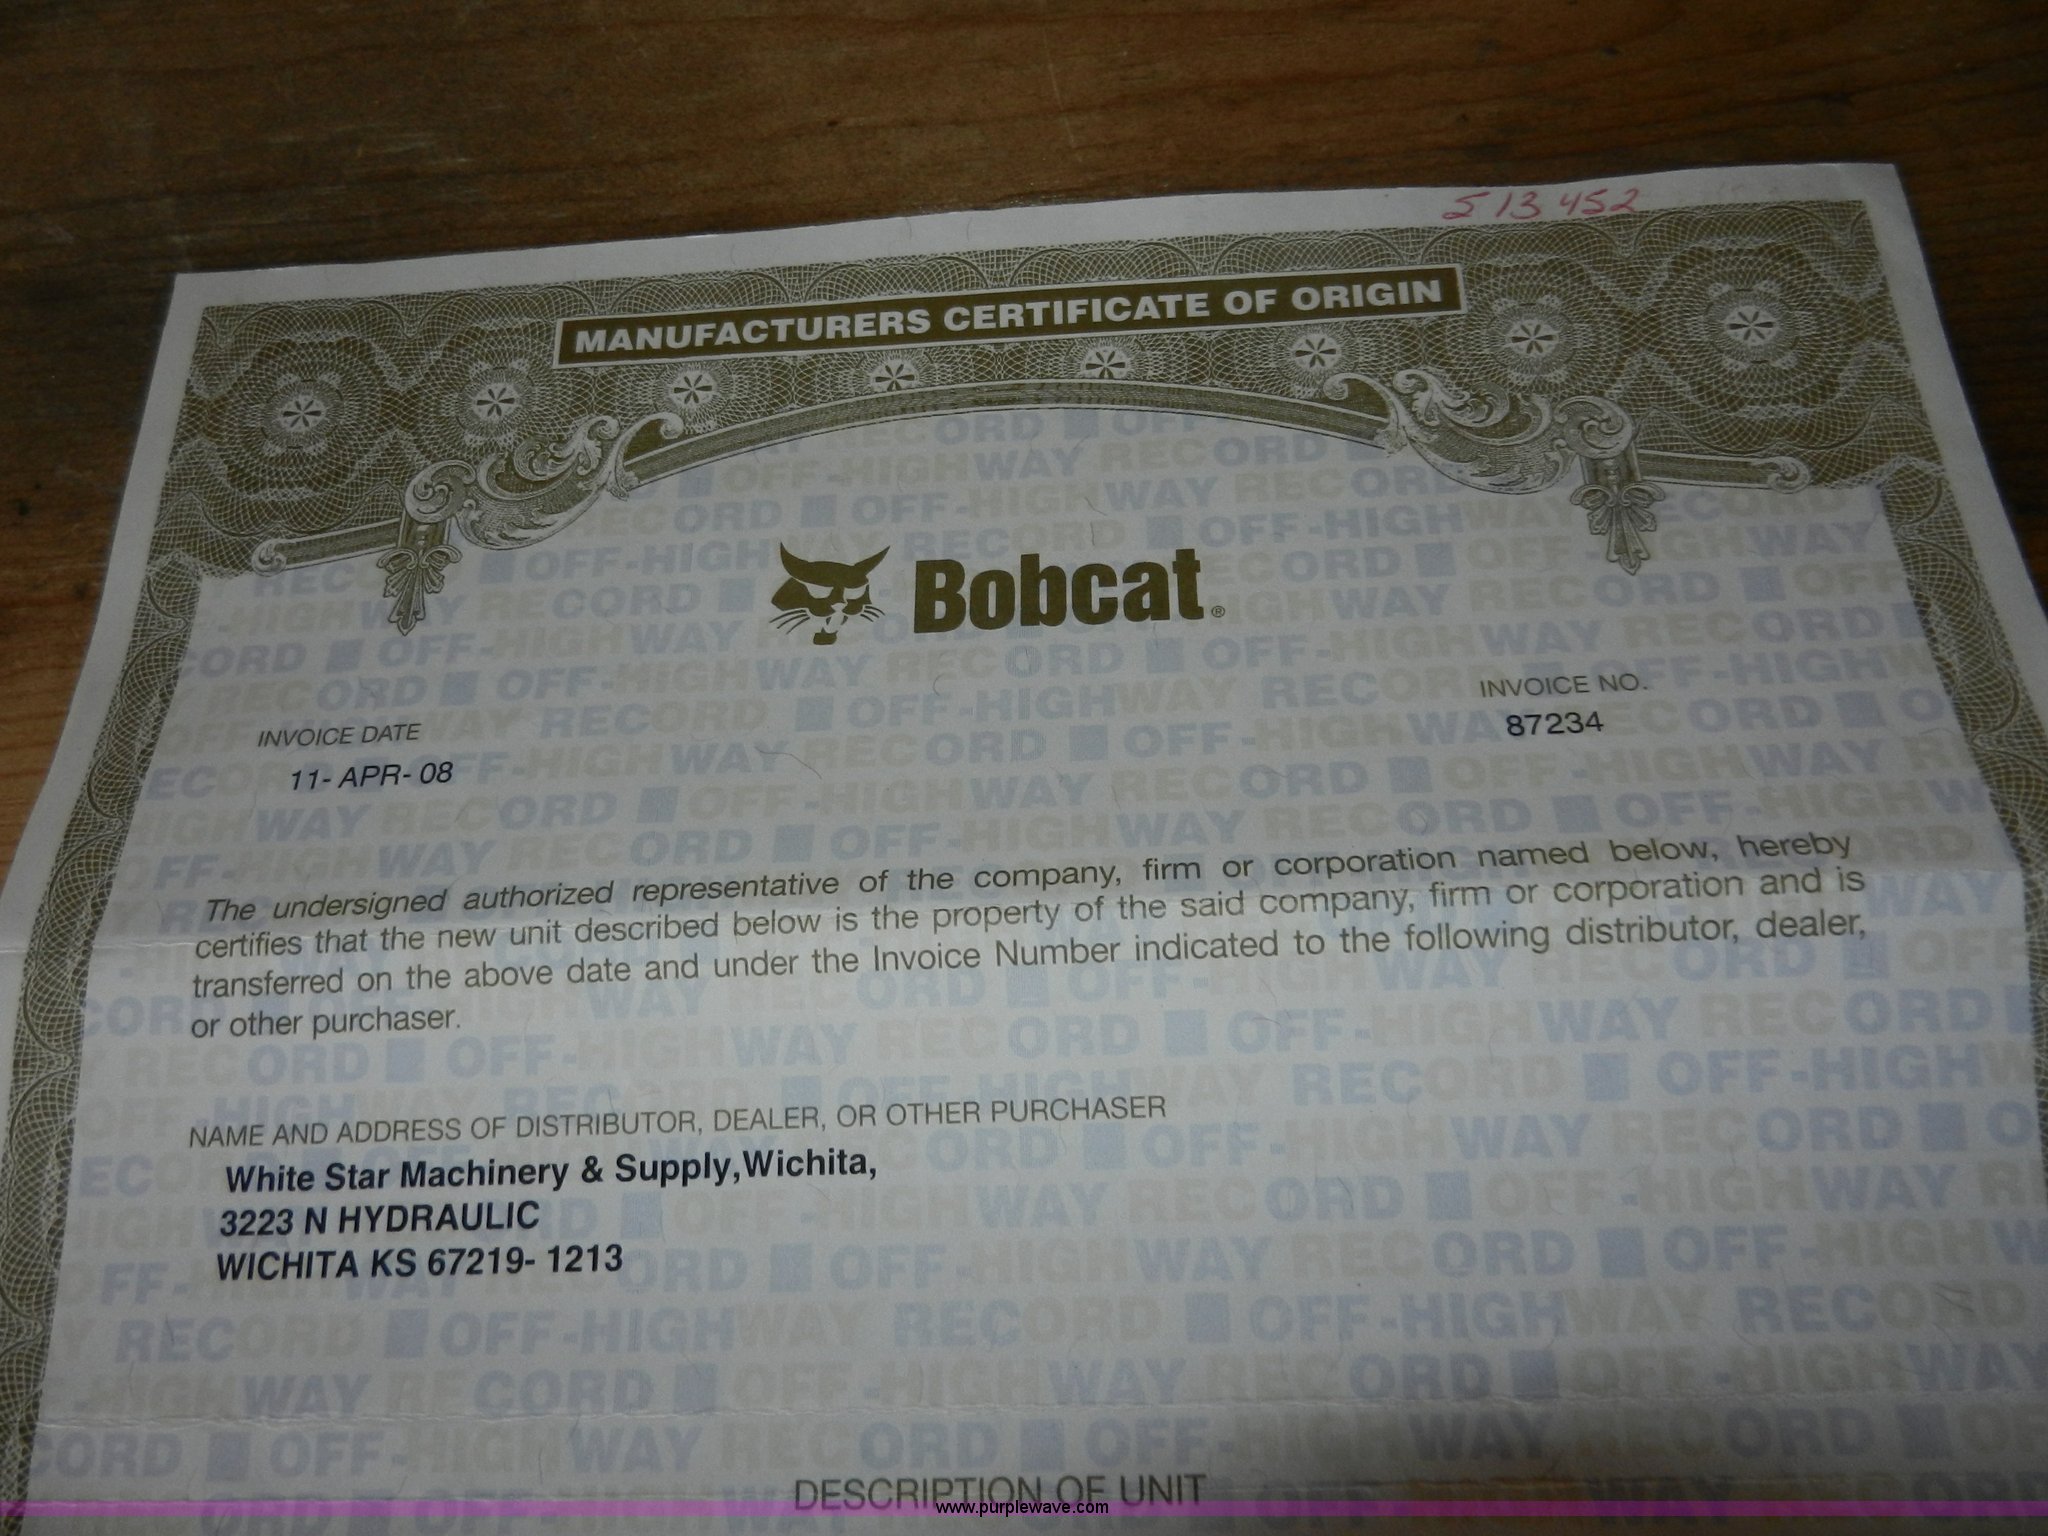 513452
MANUFACTURERS CERTIFICATE OF ORIGIN
Bobcat®
INVOICE NO.
87234
INVOICE DATE
11- APR- 08
The undersigned authorized representative of the company, firm or corporation named below, hereby
certifies that the new unit described below is the property of the said company, firm or corporation and is
transferred on the above date and under the Invoice Number indicated to the following distributor, dealer,
or other purchaser.
NAME AND ADDRESS OF DISTRIBUTOR, DEALER, OR OTHER PURCHASER
White Star Machinery & Supply,Wichita,
3223 N HYDRAULIC
WICHITA KS 67219- 1213
DESCRIPTION OF UNIT
www.purplewave.com
OFF-HIGHWAY RECORD